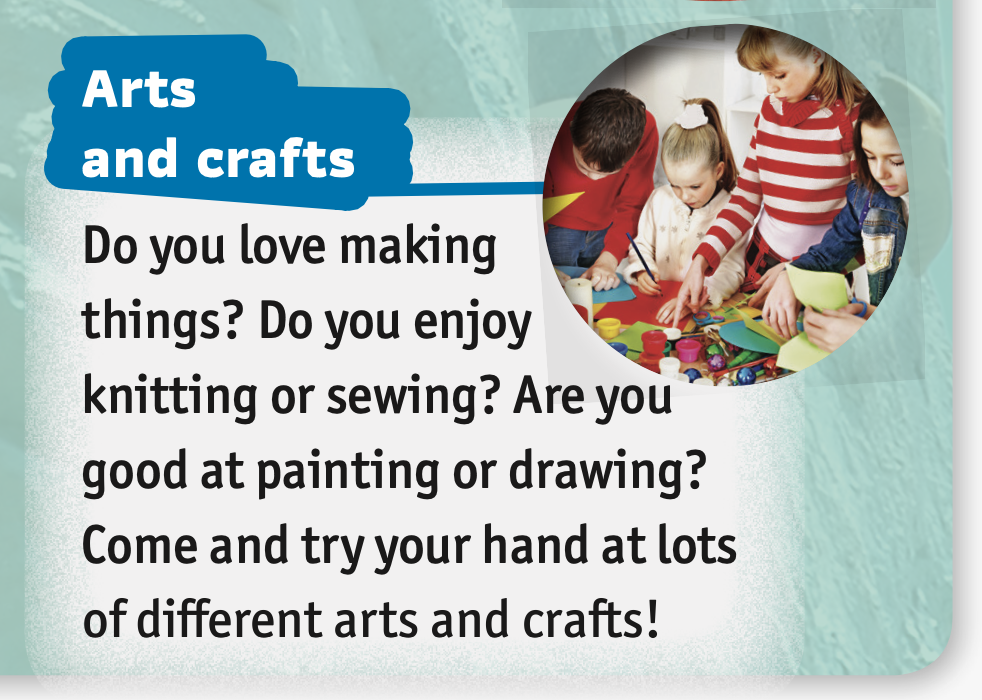 Arts
and crafts
Do you love making
things? Do you enjoy
knitting or sewing? Are you
good at painting or drawing?
Come and try your hand at lots
of different arts and crafts!